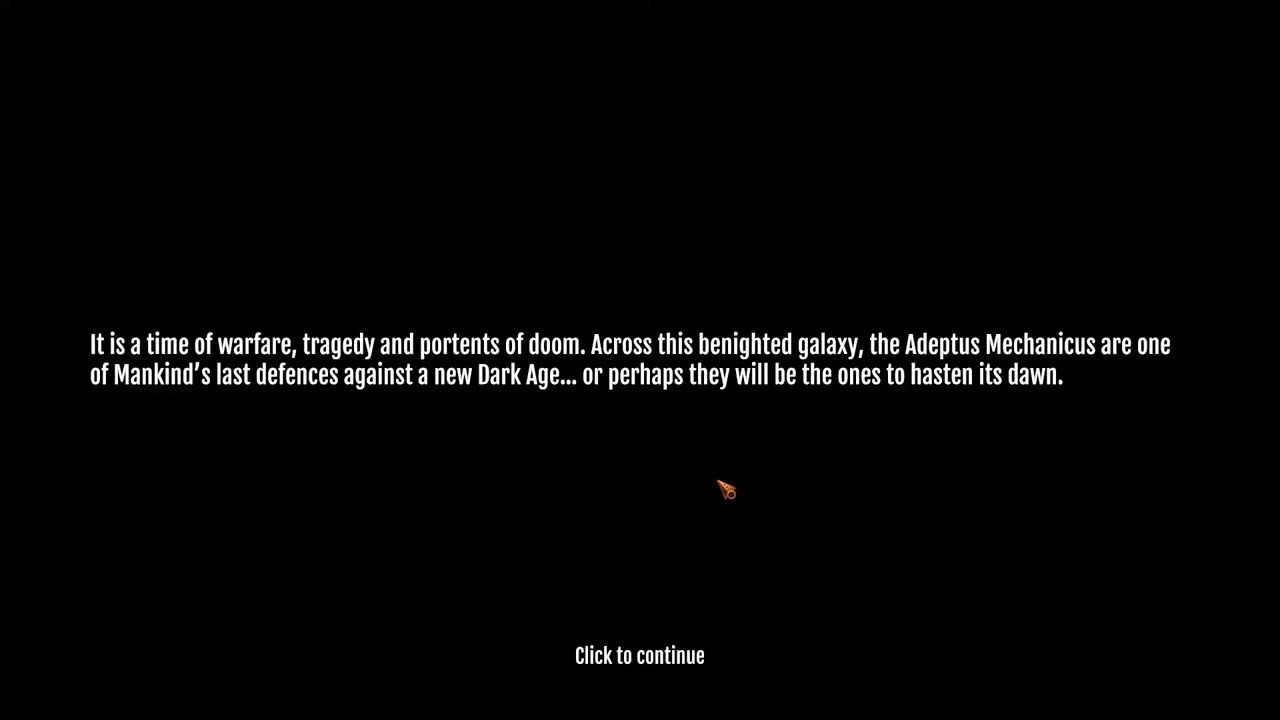 It is a time of warfare, tragedy and portents of doom. Across this benighted galaxy, the Adeptus Mechanicus are one
of Mankind’s last defences against a new Dark Age... or perhaps they will be the ones to hasten its dawn.
Click to continue